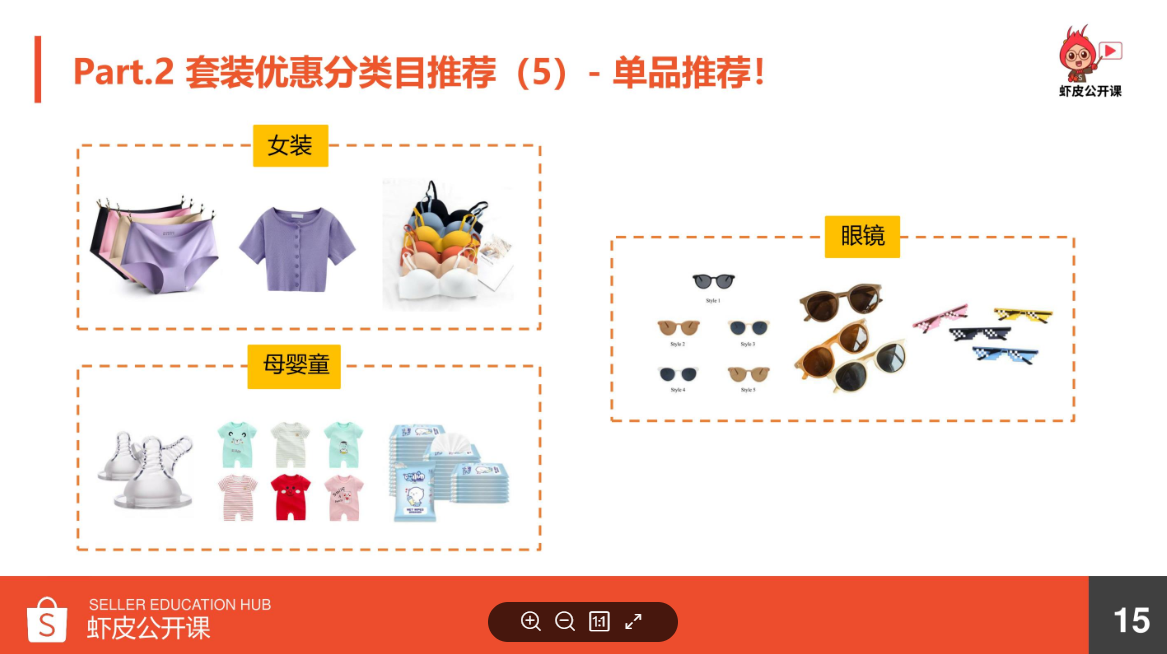 Part.2 套装优惠分类目推荐（5）- 单品推荐！
虾皮公开课
女装
母婴童
眼镜
Style 1
Style 2
Style 3
Style 4
Style 5
SELLER EDUCATION HUB
虾皮公开课
1:1
15